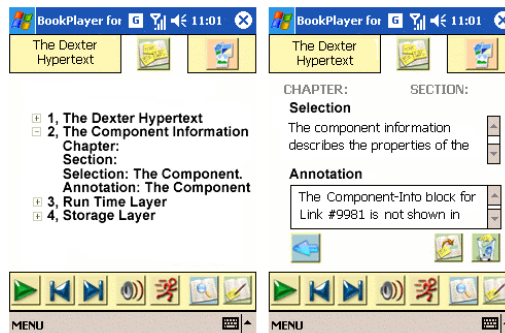 BookPlayer for G 11:01
The Dexter
Hypertext
1, The Dexter Hypertext
2, The Component Information
Chapter:
Section:
Selection: The Component.
Annotation: The Component
3, Run Time Layer
4, Storage Layer
MENU
BookPlayer for G 11:01
The Dexter
Hypertext
CHAPTER: SECTION:
Selection
The component information
describes the properties of the
Annotation
The Component-Info block for
Link #9981 is not shown in
MENU